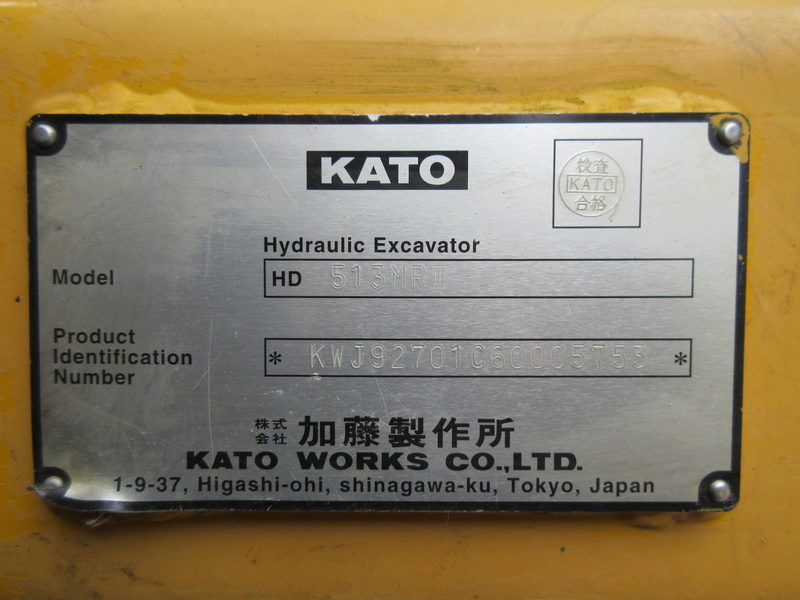 KATO
検査
KATO
合格
Hydraulic Excavator
Model HD 513MRⅢ
Product
Identification
Number
* KWJ92701C60005753 *
株式会社 加藤製作所
KATO WORKS CO.,LTD.
1-9-37, Higashi-ohi, shinagawa-ku, Tokyo, Japan